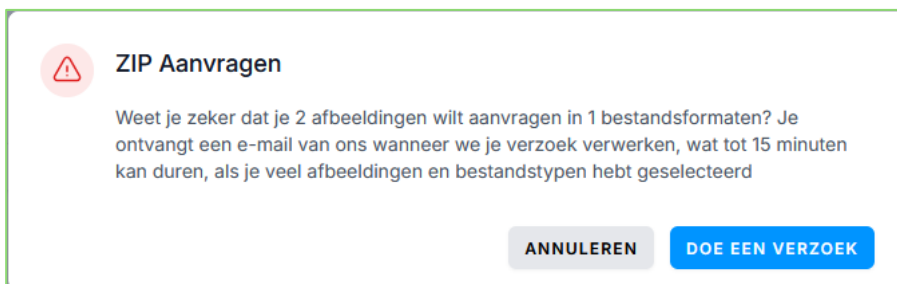 ZIP Aanvragen
Weet je zeker dat je 2 afbeeldingen wilt aanvragen in 1 bestandsformaten? Je
ontvangt een e-mail van ons wanneer we je verzoek verwerken, wat tot 15 minuten
kan duren, als je veel afbeeldingen en bestandstypen hebt geselecteerd
ANNULEREN DOE EEN VERZOEK